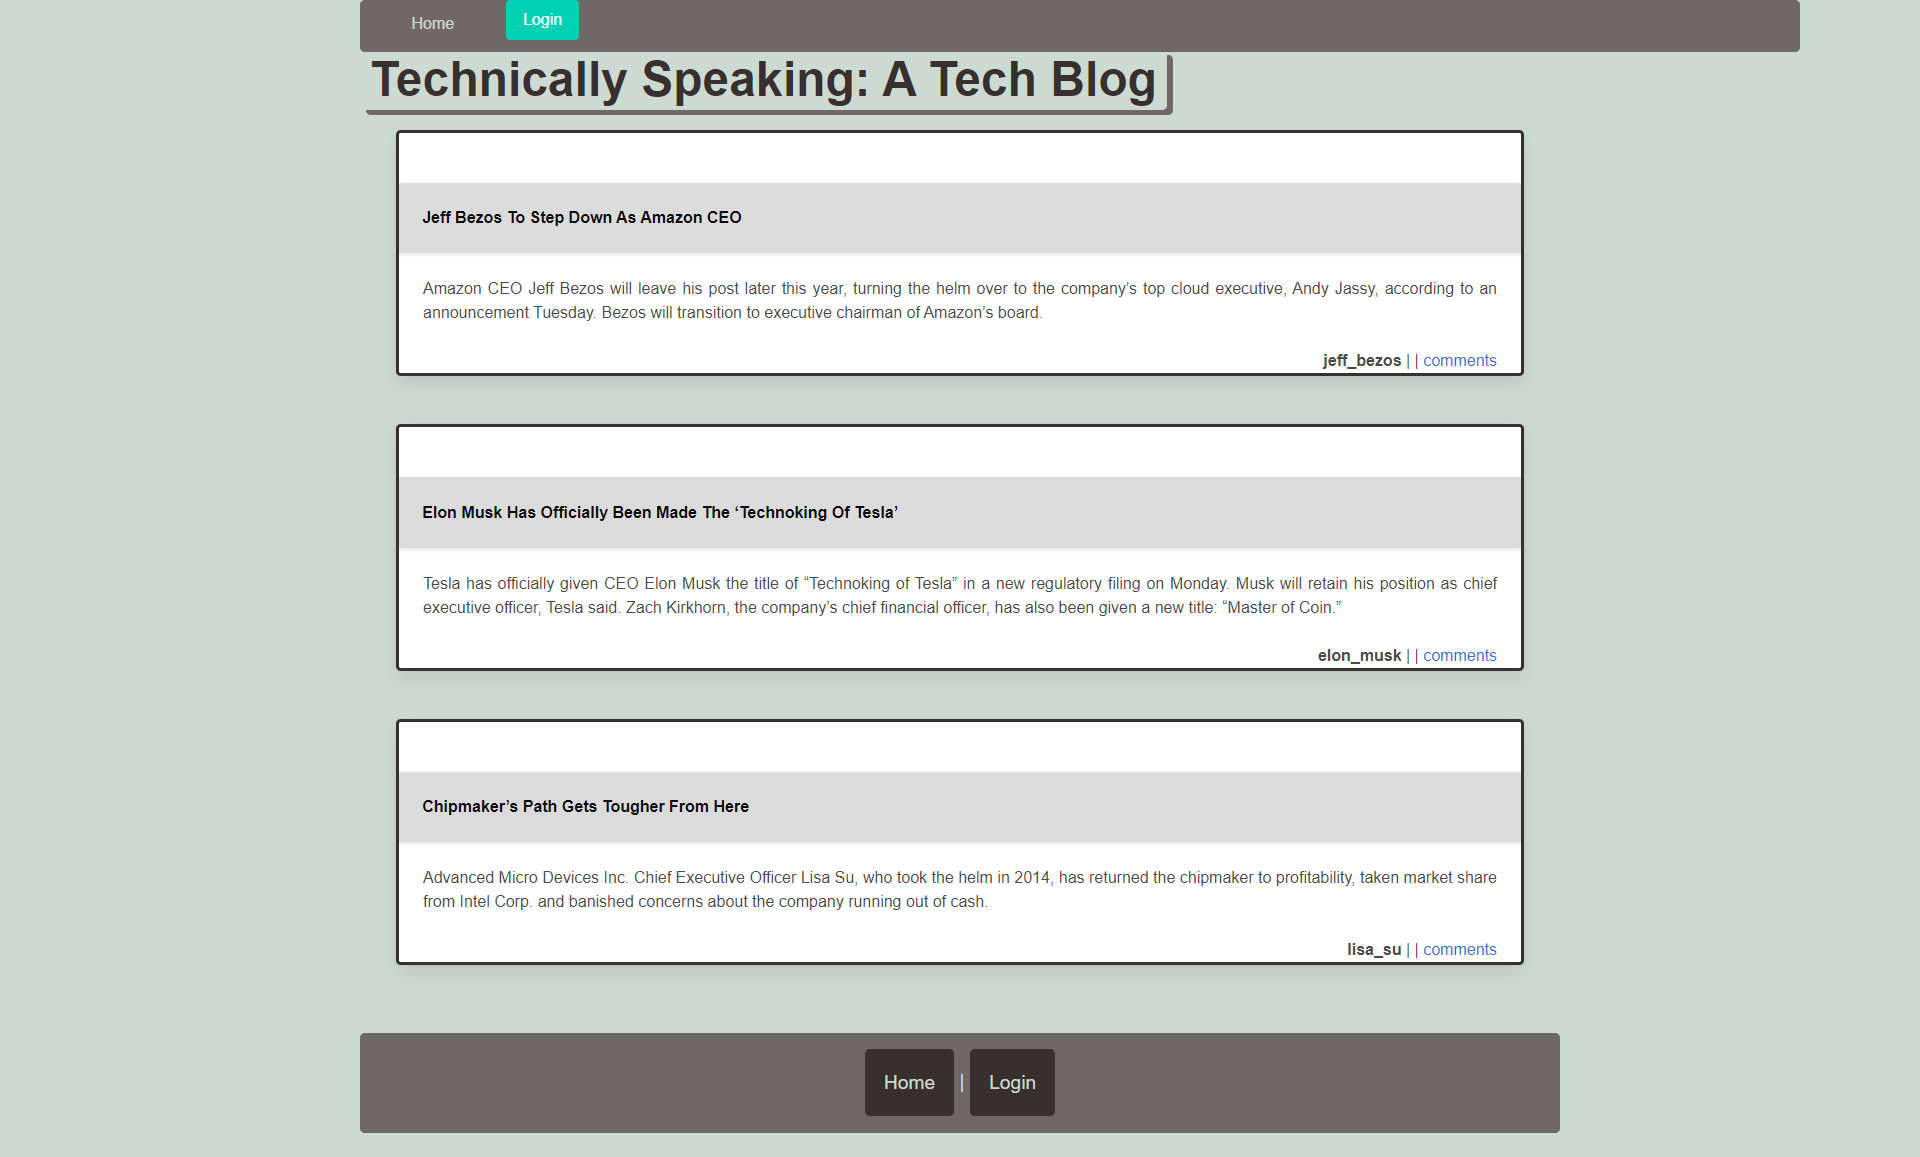 Home Login
Technically Speaking: A Tech Blog
Jeff Bezos To Step Down As Amazon CEO
Amazon CEO Jeff Bezos will leave his post later this year, turning the helm over to the company’s top cloud executive, Andy Jassy, according to an
announcement Tuesday. Bezos will transition to executive chairman of Amazon’s board.
jeff_bezos | | comments
Elon Musk Has Officially Been Made The ‘Technoking Of Tesla’
Tesla has officially given CEO Elon Musk the title of “Technoking of Tesla” in a new regulatory filing on Monday. Musk will retain his position as chief
executive officer, Tesla said. Zach Kirkhorn, the company’s chief financial officer, has also been given a new title: “Master of Coin.”
elon_musk | | comments
Chipmaker’s Path Gets Tougher From Here
Advanced Micro Devices Inc. Chief Executive Officer Lisa Su, who took the helm in 2014, has returned the chipmaker to profitability, taken market share
from Intel Corp. and banished concerns about the company running out of cash.
lisa_su | | comments
Home | Login